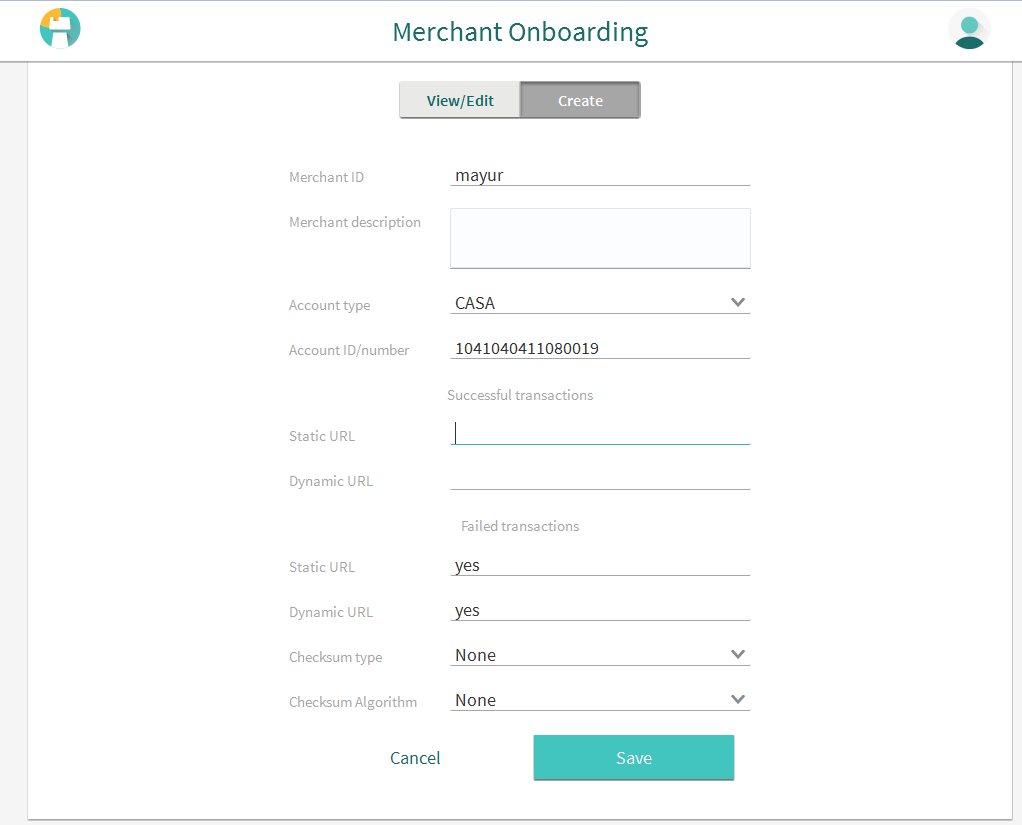 Merchant Onboarding
View/Edit Create
Merchant ID mayur
Merchant description
Account type CASA
Account ID/number 1041040411080019
Successful transactions
Static URL
Dynamic URL
Failed transactions
Static URL yes
Dynamic URL yes
Checksum type None
Checksum Algorithm None
Cancel Save